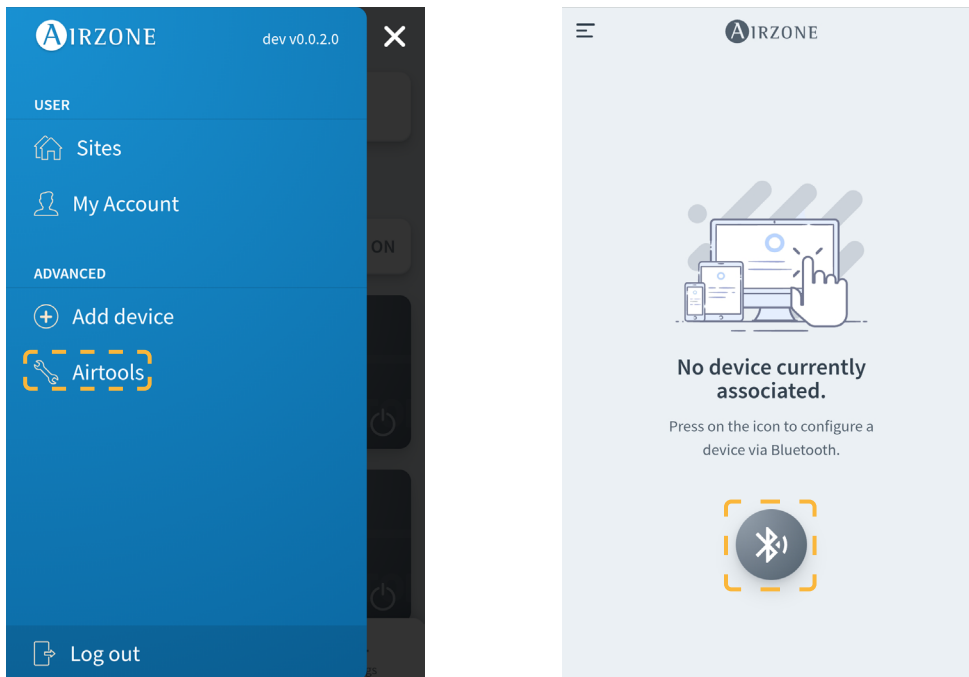 AIRZONE
dev v0.0.2.0
USER
Sites
My Account
ADVANCED
Add device
Airtools
Log out
ON
AIRZONE
No device currently
associated.
Press on the icon to configure a
device via Bluetooth.